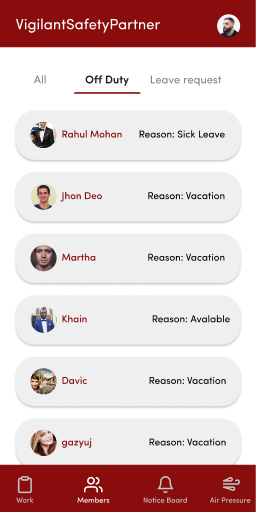 VigilantSafetyPartner
All Off Duty Leave request
Rahul Mohan Reason: Sick Leave
Jhon Deo Reason: Vacation
Martha Reason: Vacation
Khain Reason: Avalable
Davic Reason: Vacation
gazyuj Reason: Vacation
Work Members Notice Board Air Pressure